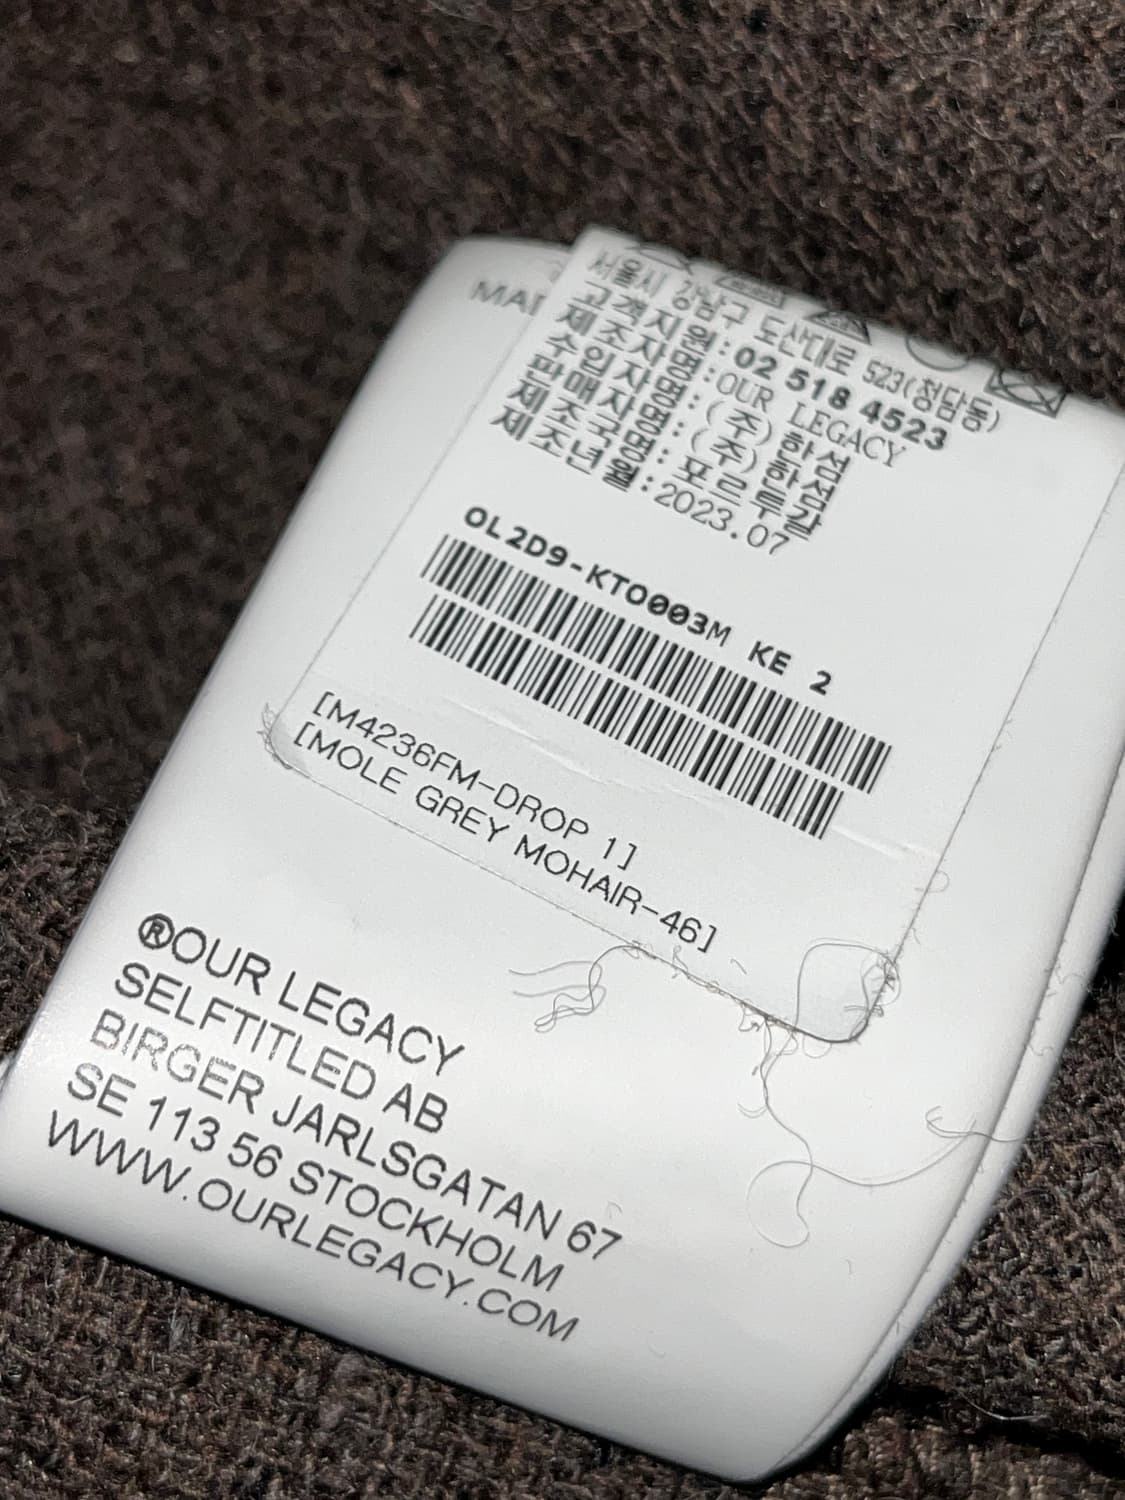 MA
서울시 강남구 도산대로 523(청담동)
고객지원:02 518 4523
제조자명:OUR LEGACY
수입자명:(주)한섬
판매자명:(주)한섬
제조국명:포르투갈
제조년월:2023.07
OL2D9-KTO003M KE 2
[M4236FM-DROP 1]
[MOLE GREY MOHAIR-46]
®OUR LEGACY
SELFTITLED AB
BIRGER JARLSGATAN 67
SE 113 56 STOCKHOLM
WWW.OURLEGACY.COM